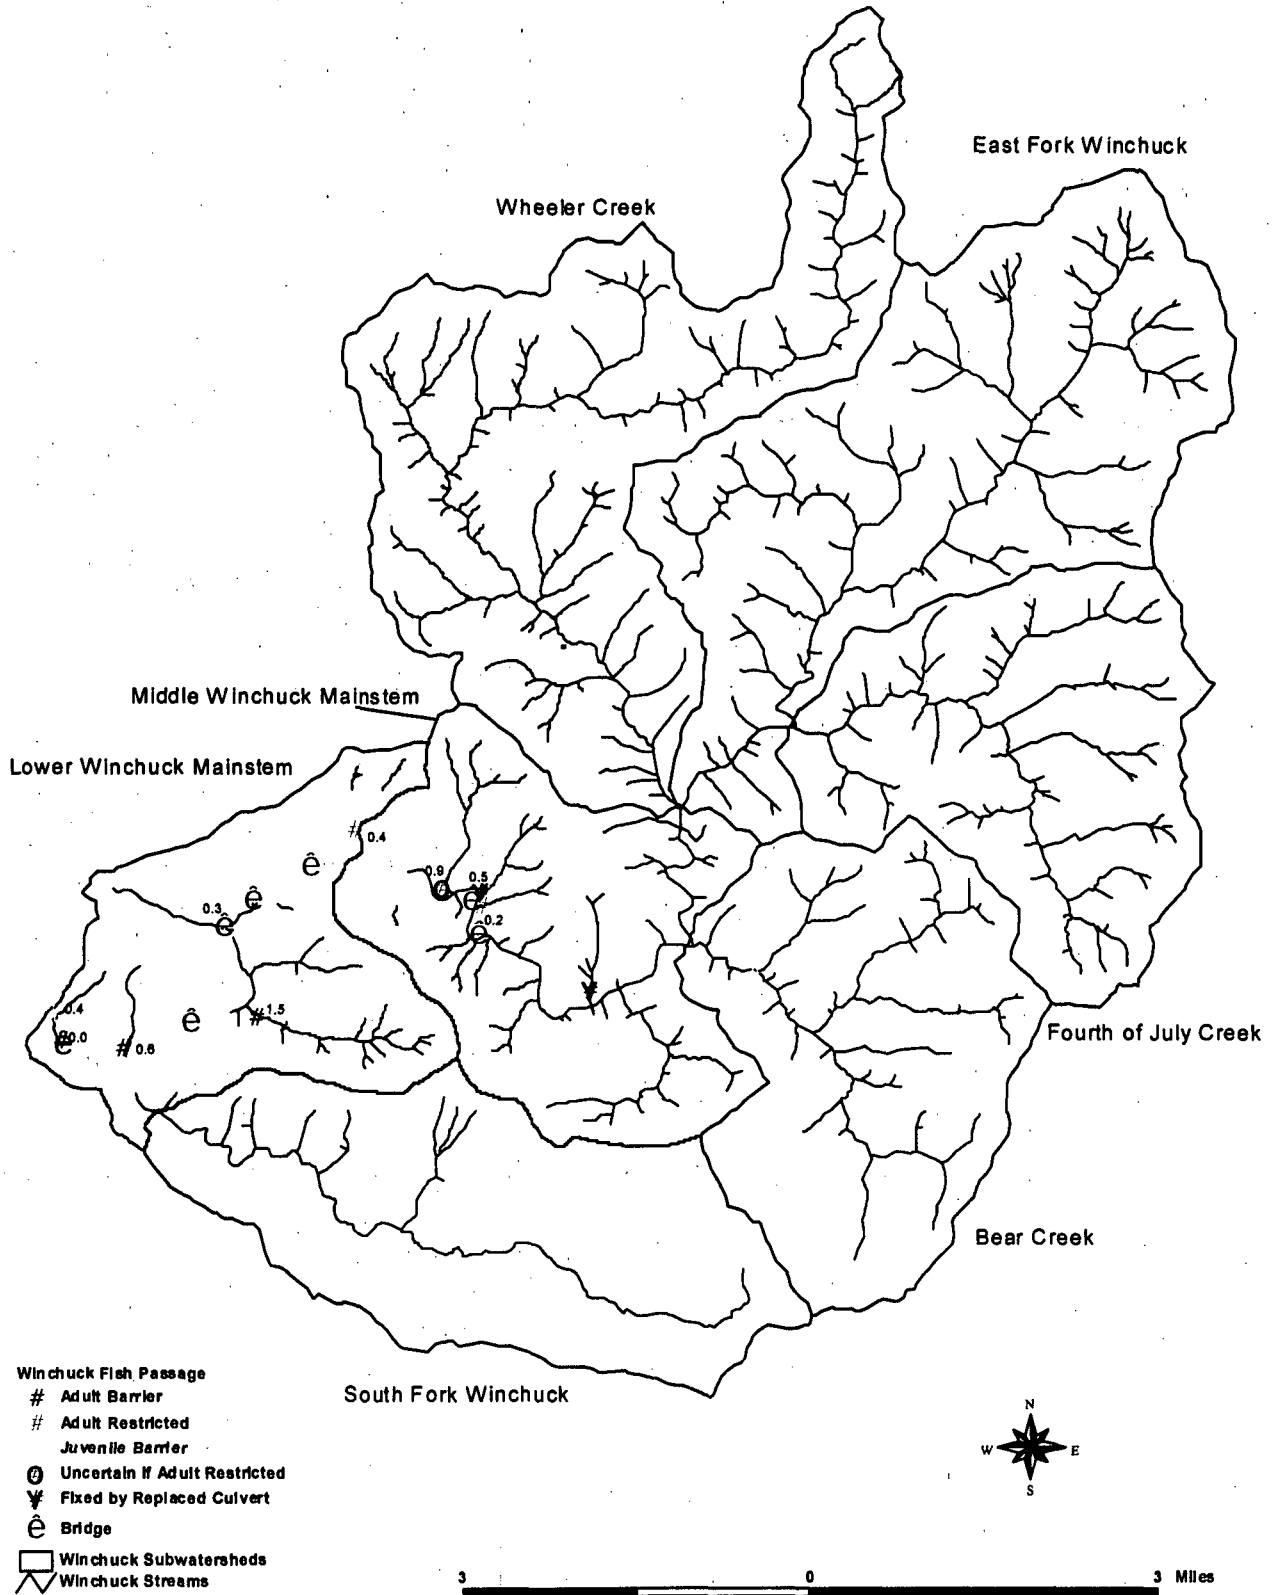 East Fork Winchuck
Wheeler Creek
Middle Winchuck Mainstem
Lower Winchuck Mainstem
# 0.4
ê
0.9
0.5
ê
ê
0.3
ê
ê 0.2
0.4
ê
# 1.5
0.0
# 0.6
Fourth of July Creek
Bear Creek
South Fork Winchuck
Winchuck Fish Passage
# Adult Barrier
# Adult Restricted
Juvenile Barrier
Uncertain If Adult Restricted
Fixed by Replaced Culvert
ê Bridge
Winchuck Subwatersheds
Winchuck Streams
N
W E
S
3 0 3 Miles